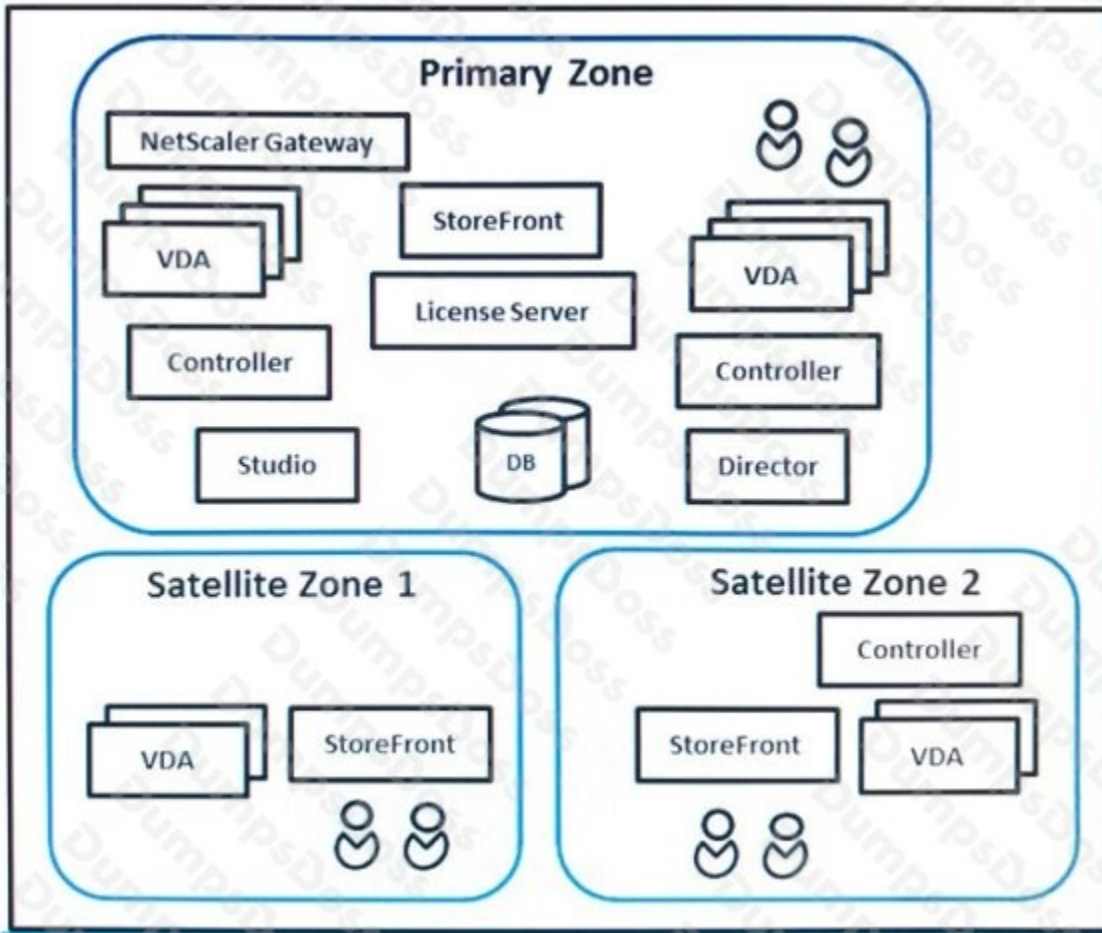 Primary Zone
NetScaler Gateway
StoreFront
VDA
VDA
License Server
Controller
Controller
Studio
DB
Director
Satellite Zone 1
Satellite Zone 2
Controller
VDA
StoreFront
StoreFront
VDA
DumpsDoss